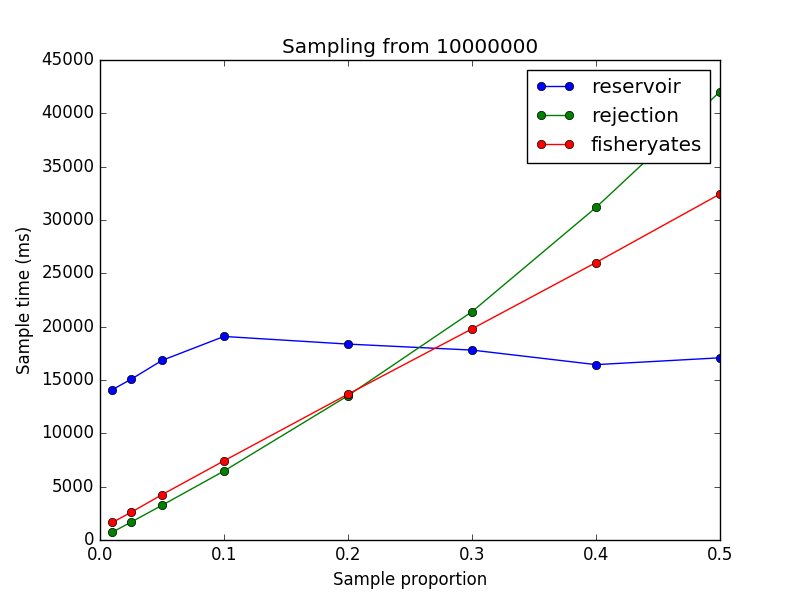 Sampling from 10000000
45000
40000
35000
30000
25000
20000
15000
10000
5000
0
Sample time (ms)
reservoir
rejection
fisheryates
0.0 0.1 0.2 0.3 0.4 0.5
Sample proportion